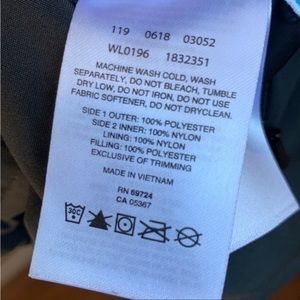 119 0618 03052
WL0196 1832351
MACHINE WASH COLD, WASH
SEPARATELY, DO NOT BLEACH, TUMBLE
DRY LOW, DO NOT IRON, DO NOT USE
FABRIC SOFTENER, DO NOT DRYCLEAN.
SIDE 1 OUTER: 100% POLYESTER
SIDE 2 INNER: 100% NYLON
LINING: 100% NYLON
FILLING: 100% POLYESTER
EXCLUSIVE OF TRIMMING
MADE IN VIETNAM
RN 69724
CA 05367
30C